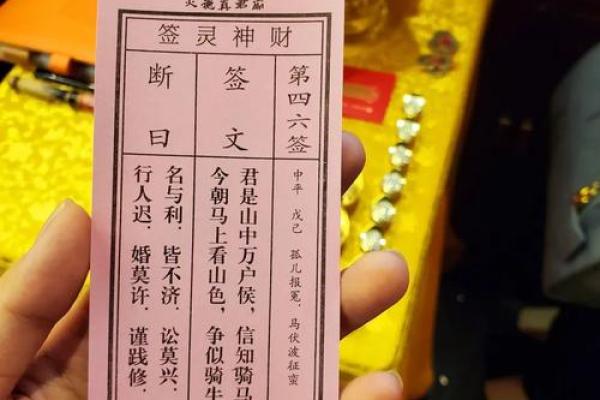 财神灵签
第四六签
中平 戊己 孤儿报冤．马伏波征蛮
签文
君是山中万户侯，信知骑马
今朝马上看山色，争似骑牛
断曰
名与利．皆不济．讼莫兴．
行人迟．婚莫许．谨践修．